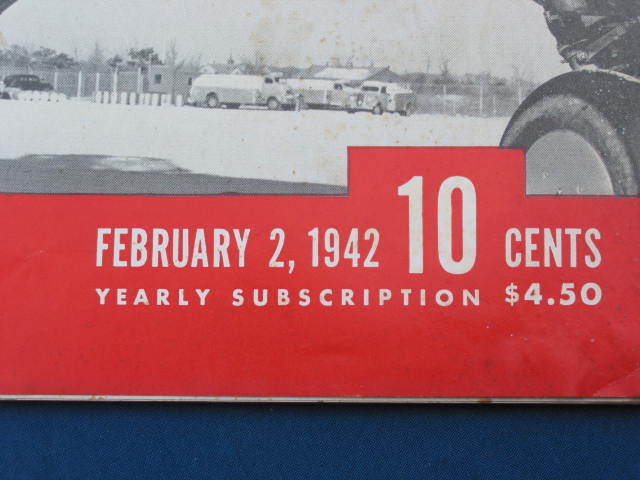 FEBRUARY 2, 1942 10 CENTS
YEARLY SUBSCRIPTION $4.50